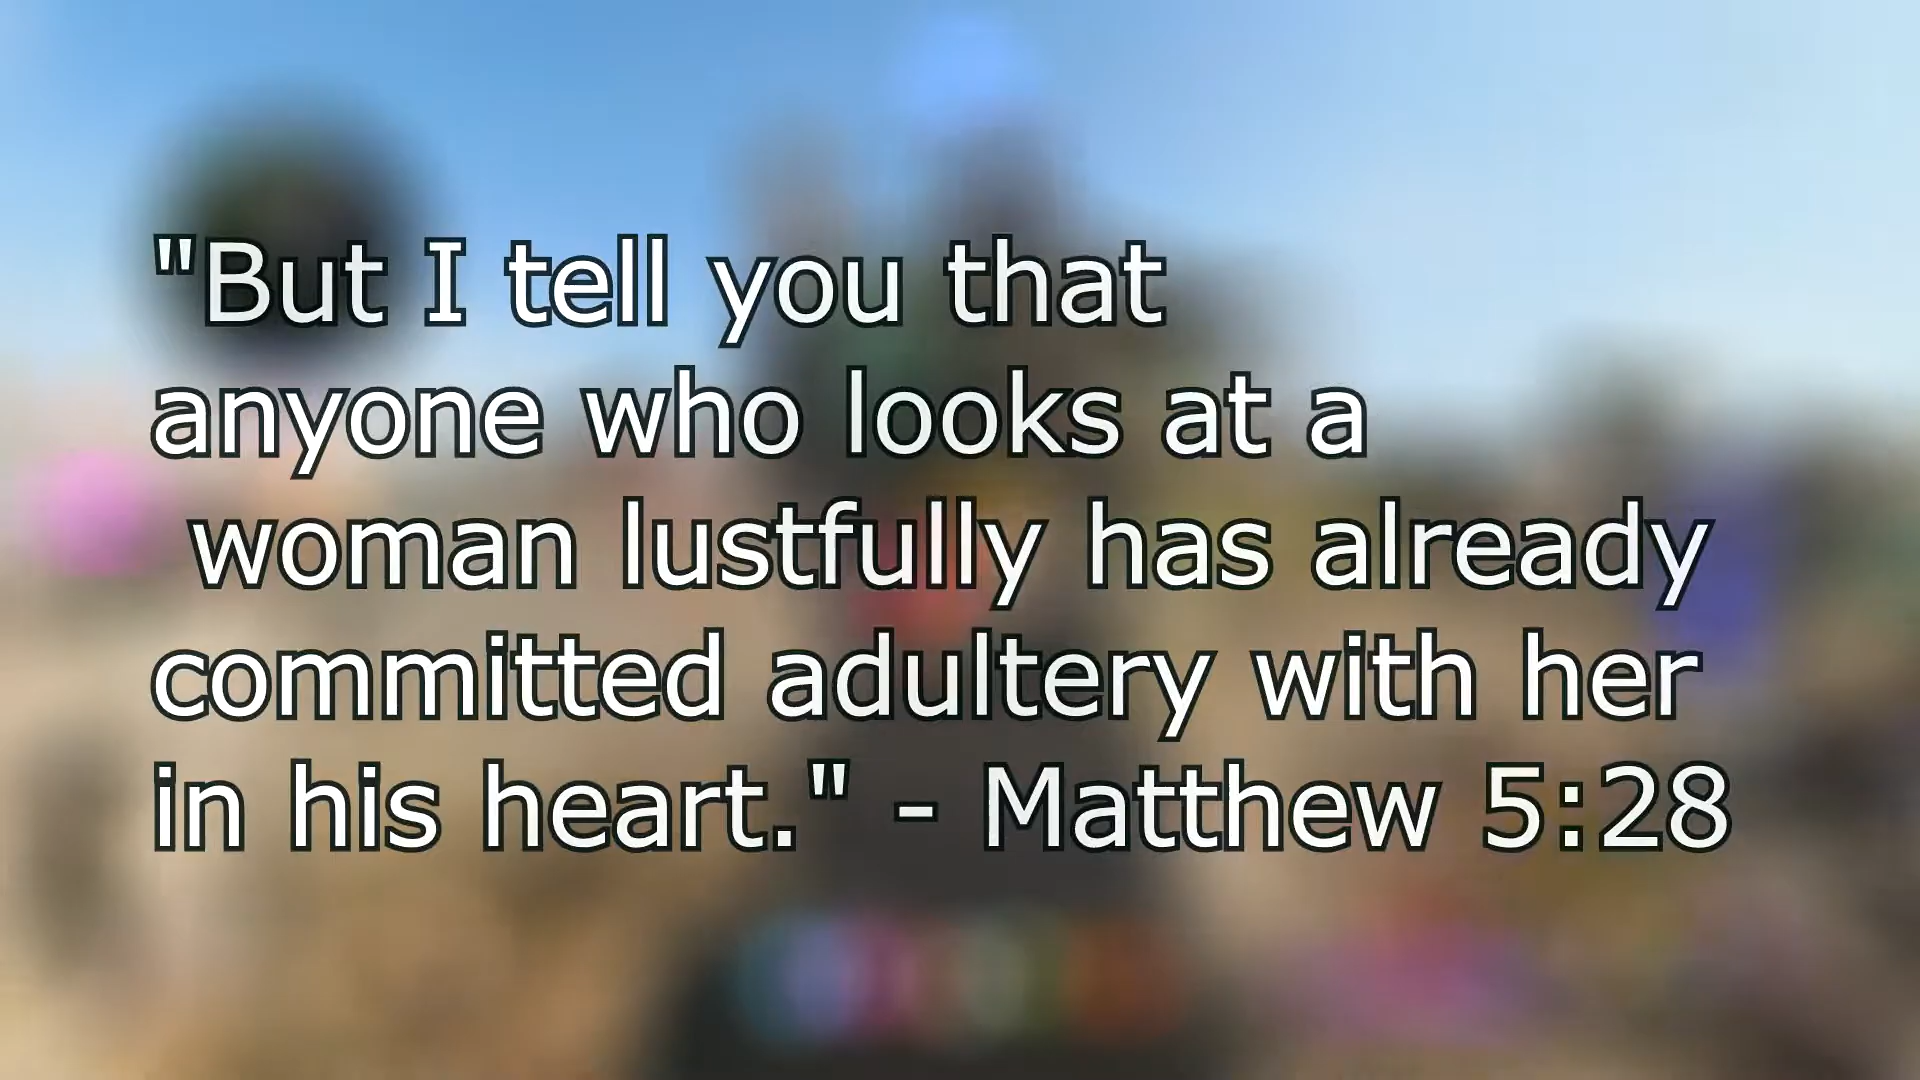 "But I tell you that
anyone who looks at a
woman lustfully has already
committed adultery with her
in his heart." - Matthew 5:28